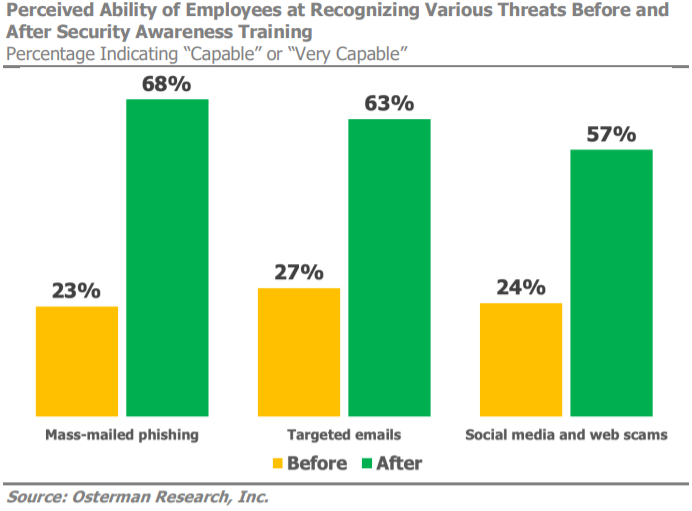 Perceived Ability of Employees at Recognizing Various Threats Before and
After Security Awareness Training
Percentage Indicating “Capable” or “Very Capable”
68%
63%
57%
23%
27%
24%
Mass-mailed phishing
Targeted emails
Social media and web scams
Before
After
Source: Osterman Research, Inc.